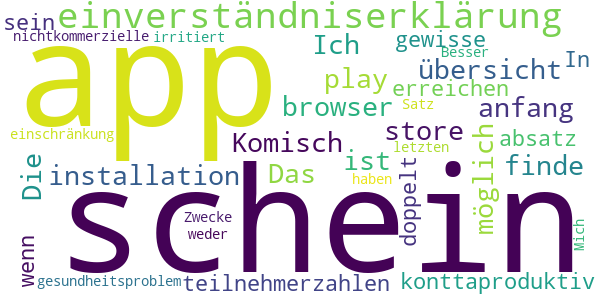 sein einverständniserklärung
nichtkommerzielle irritiert
app
Ich gewisse
Besser
übersicht In
play erreichen
browser Satz anfang
einschränkung
Komisch store absatz
letzten
Die installation Das ist haben doppelt möglich finde
schein
Zwecke
weder
wenn
Mich
gesundheitsproblem teilnehmerzahlen konttaproduktiv